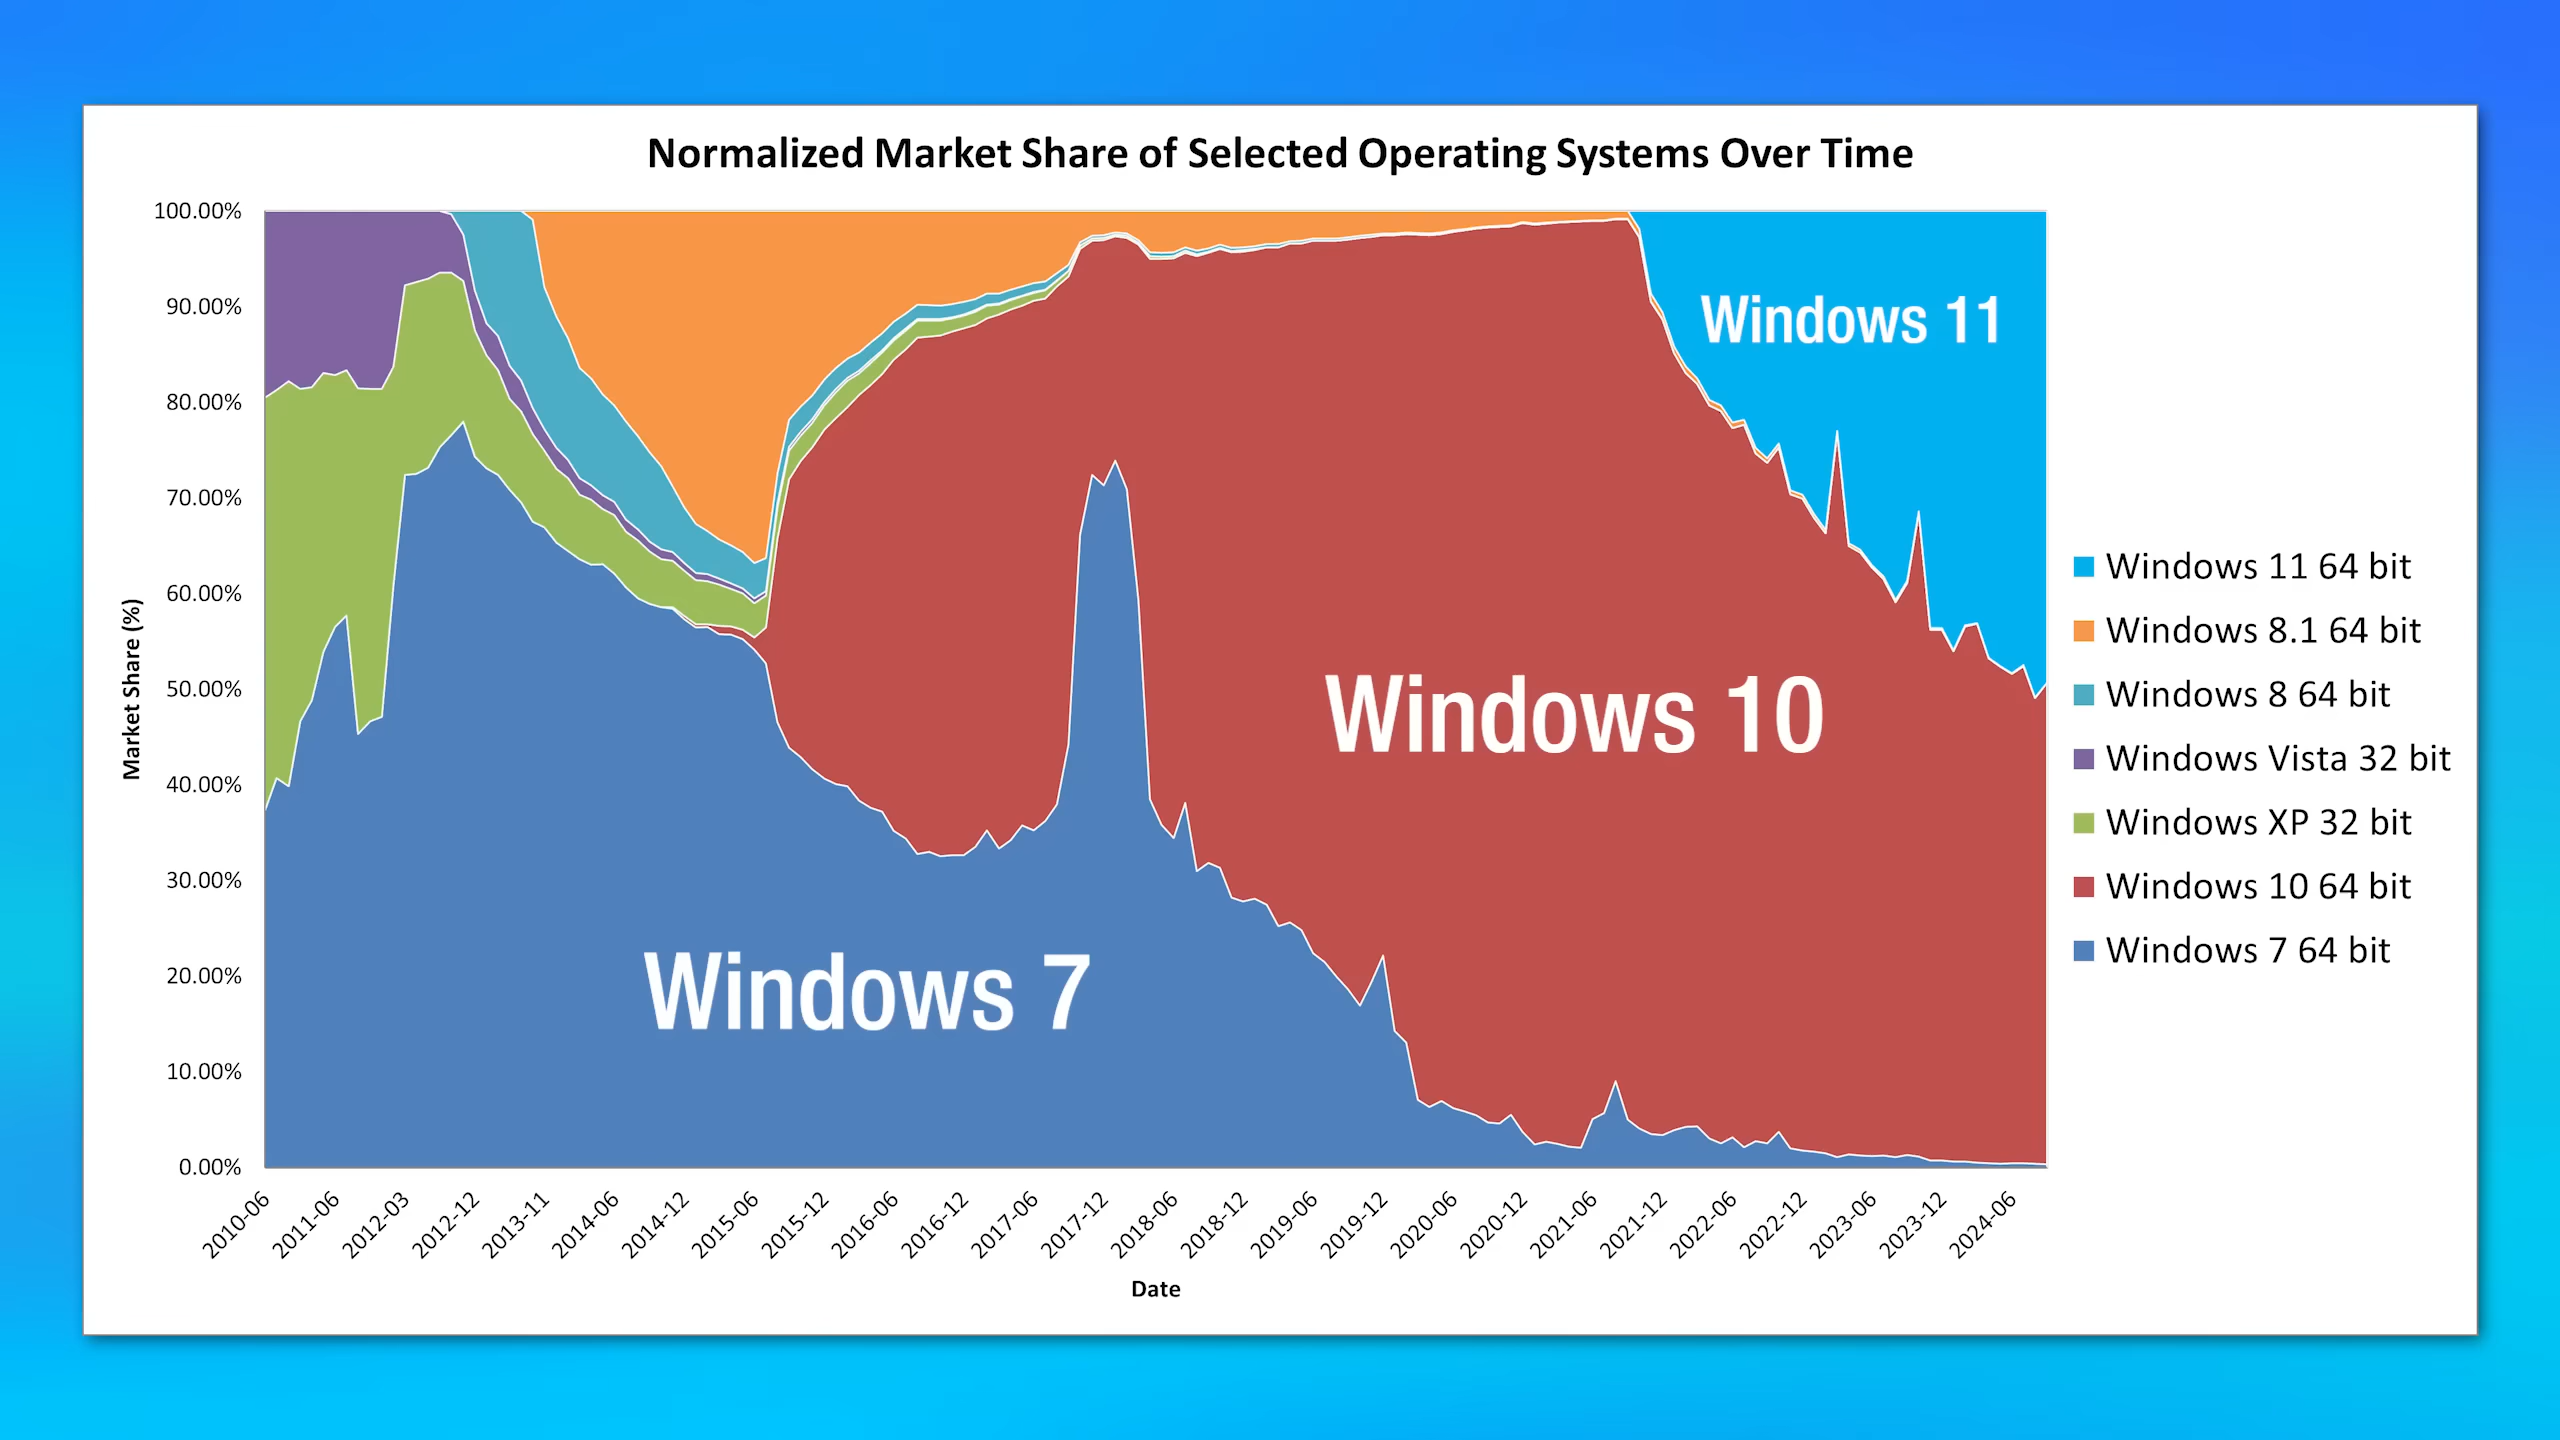 Normalized Market Share of Selected Operating Systems Over Time
Market Share (%)
100.00%
90.00%
80.00%
70.00%
60.00%
50.00%
40.00%
30.00%
20.00%
10.00%
0.00%
Windows 11
Windows 10
Windows 7
2010-06
2011-06
2012-03
2012-12
2013-11
2014-06
2014-12
2015-06
2015-12
2016-06
2016-12
2017-06
2017-12
2018-06
2018-12
2019-06
2019-12
2020-06
2020-12
2021-06
2021-12
2022-06
2022-12
2023-06
2023-12
2024-06
Date
Windows 11 64 bit
Windows 8.1 64 bit
Windows 8 64 bit
Windows Vista 32 bit
Windows XP 32 bit
Windows 10 64 bit
Windows 7 64 bit